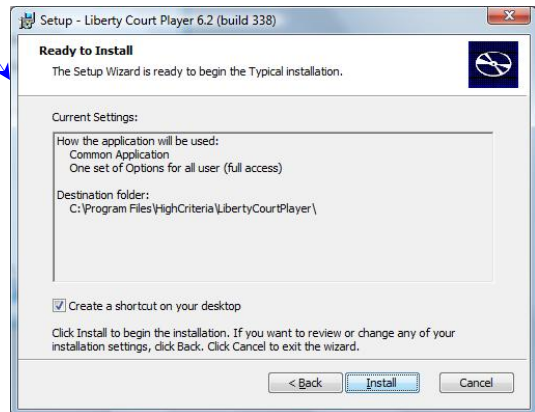 Setup - Liberty Court Player 6.2 (build 338)
Ready to Install
The Setup Wizard is ready to begin the Typical installation.
Current Settings:
How the application will be used:
Common Application
One set of Options for all user (full access)
Destination folder:
C:\Program Files\HighCriteria\LibertyCourtPlayer\
Create a shortcut on your desktop
Click Install to begin the installation. If you want to review or change any of your
installation settings, click Back. Click Cancel to exit the wizard.
< Back Install Cancel